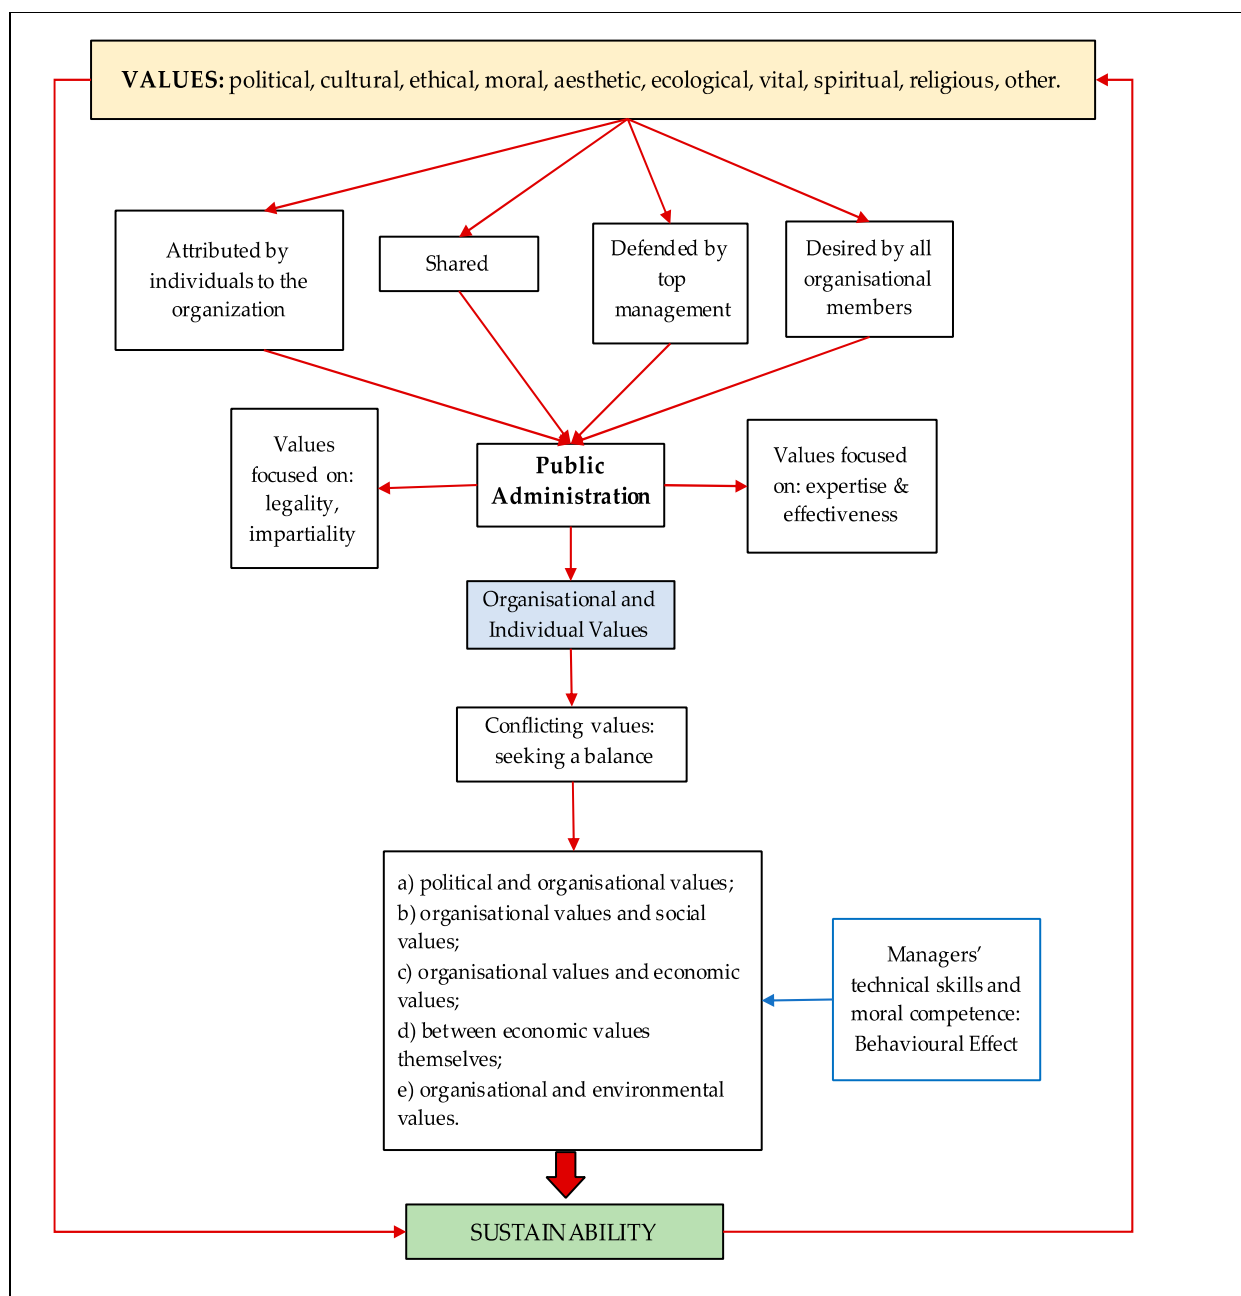 VALUES: political, cultural, ethical, moral, aesthetic, ecological, vital, spiritual, religious, other.
Attributed by
individuals to the
organization
Shared
Defended by
top
management
Desired by all
organisational
members
Values
focused on:
legality,
impartiality
Public
Administration
Values focused
on: expertise &
effectiveness
Organisational and
Individual Values
Conflicting values:
seeking a balance
a) political and organisational values;
b) organisational values and social
values;
c) organisational values and economic
values;
d) between economic values
themselves;
e) organisational and environmental
values.
Managers’
technical skills and
moral competence:
Behavioural Effect
SUSTAINABILITY